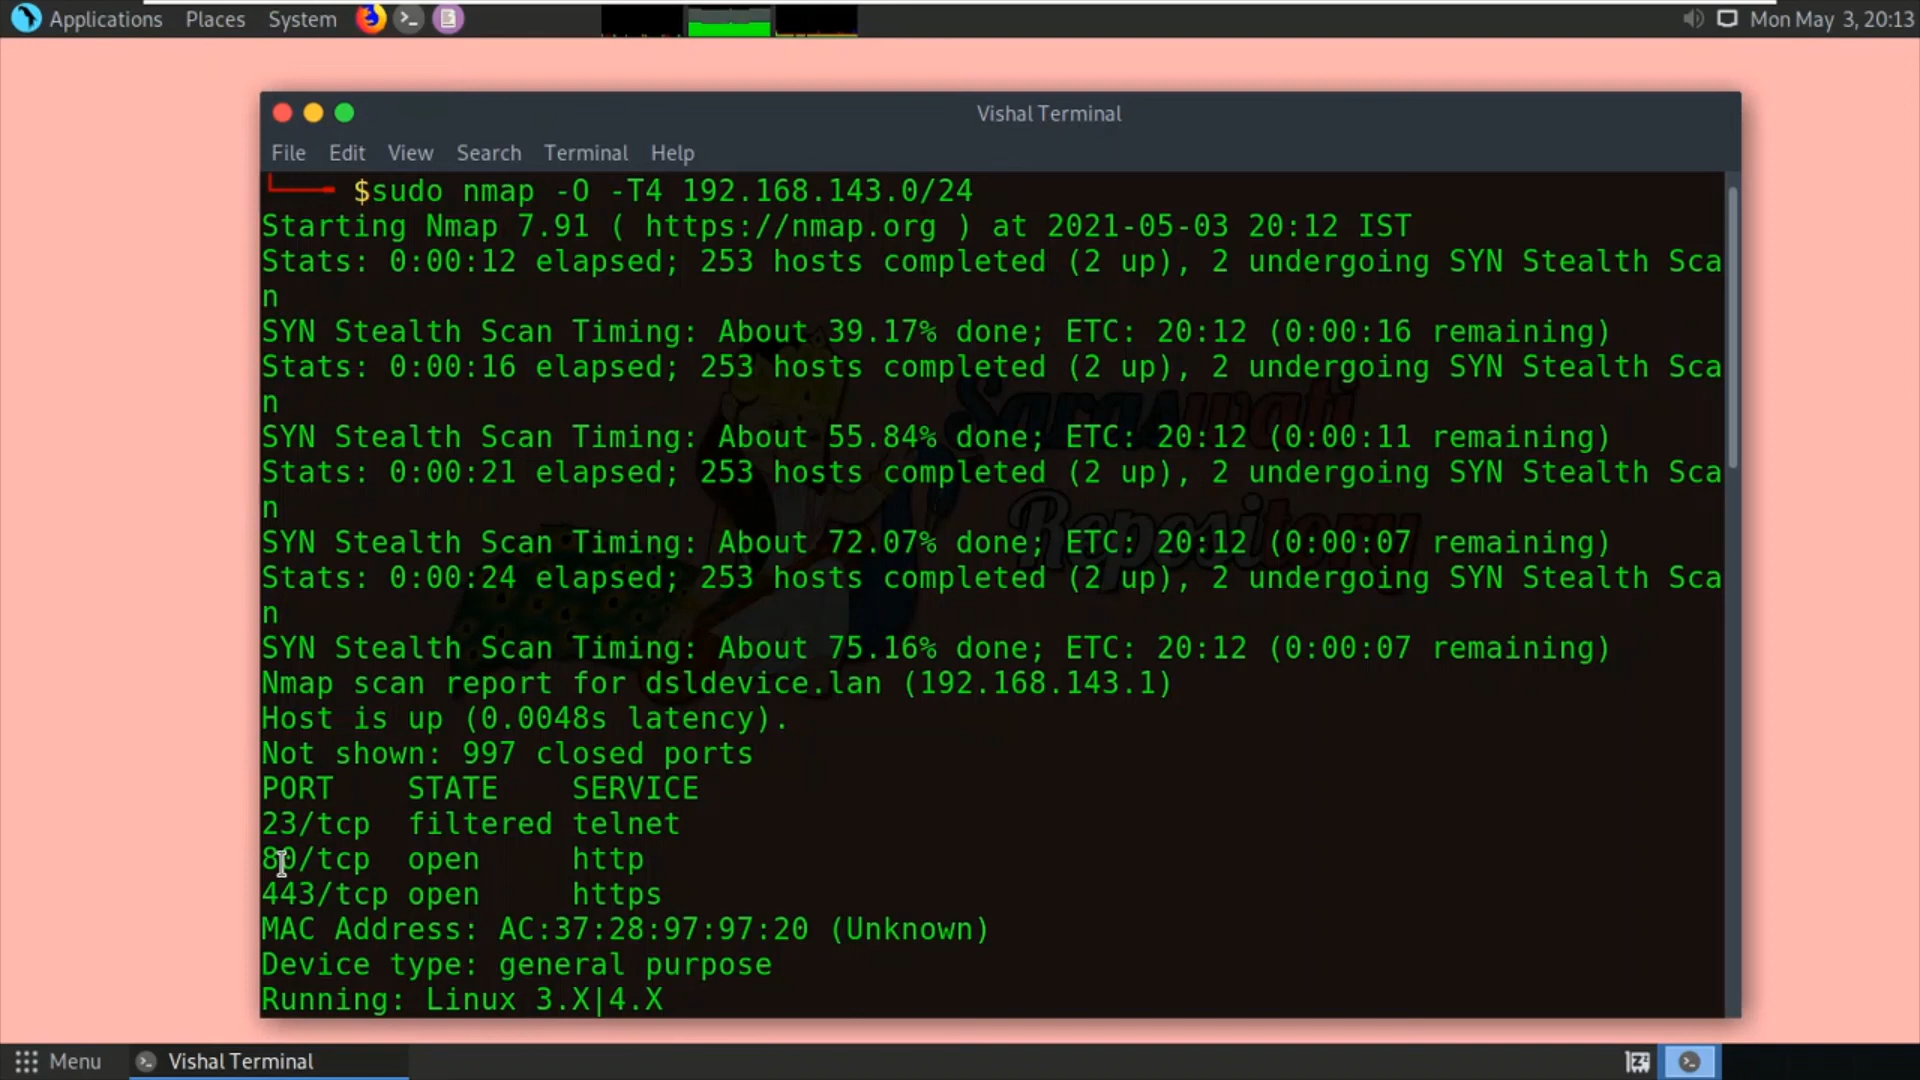 Applications Places System Mon May 3, 20:13
Vishal Terminal
File Edit View Search Terminal Help
$sudo nmap -O -T4 192.168.143.0/24
Starting Nmap 7.91 ( https://nmap.org ) at 2021-05-03 20:12 IST
Stats: 0:00:12 elapsed; 253 hosts completed (2 up), 2 undergoing SYN Stealth Sca
n
SYN Stealth Scan Timing: About 39.17% done; ETC: 20:12 (0:00:16 remaining)
Stats: 0:00:16 elapsed; 253 hosts completed (2 up), 2 undergoing SYN Stealth Sca
n
SYN Stealth Scan Timing: About 55.84% done; ETC: 20:12 (0:00:11 remaining)
Stats: 0:00:21 elapsed; 253 hosts completed (2 up), 2 undergoing SYN Stealth Sca
n
SYN Stealth Scan Timing: About 72.07% done; ETC: 20:12 (0:00:07 remaining)
Stats: 0:00:24 elapsed; 253 hosts completed (2 up), 2 undergoing SYN Stealth Sca
n
SYN Stealth Scan Timing: About 75.16% done; ETC: 20:12 (0:00:07 remaining)
Nmap scan report for dsldevice.lan (192.168.143.1)
Host is up (0.0048s latency).
Not shown: 997 closed ports
PORT STATE SERVICE
23/tcp filtered telnet
80/tcp open http
443/tcp open https
MAC Address: AC:37:28:97:97:20 (Unknown)
Device type: general purpose
Running: Linux 3.X|4.X
Saraswati
Repository
Menu Vishal Terminal